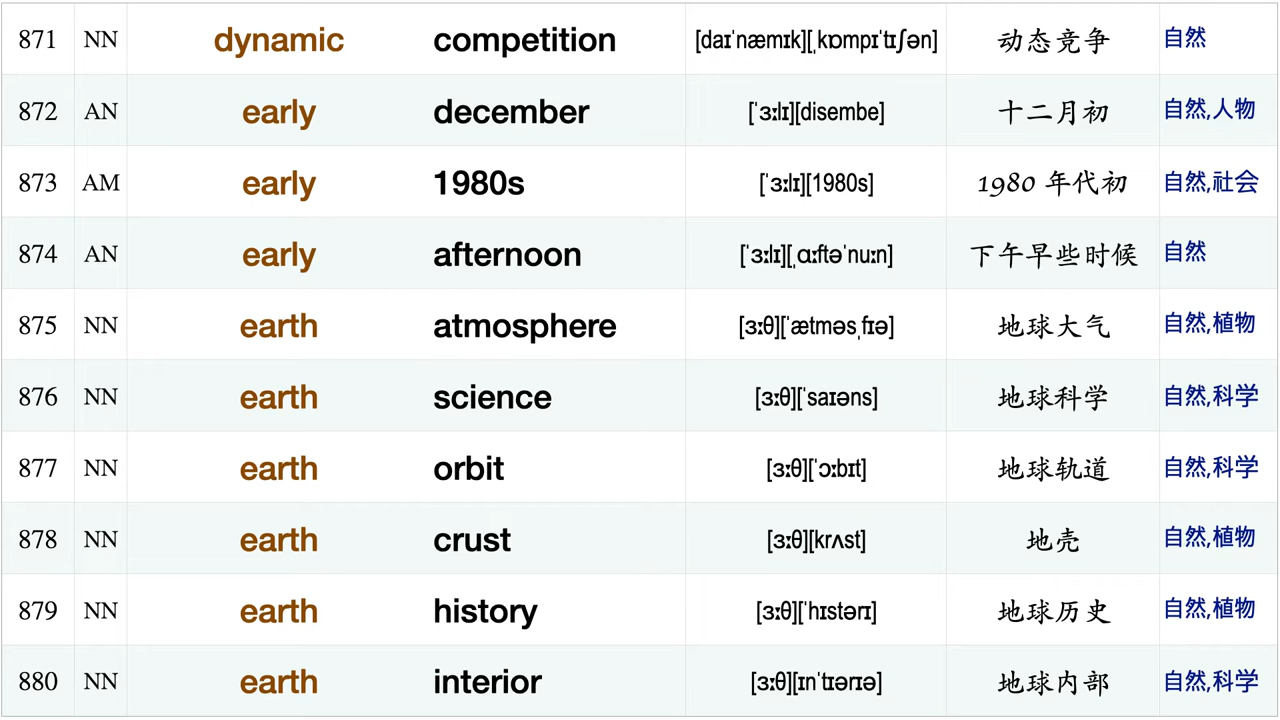 871 NN dynamic competition [daɪˈnæmɪk][ˌkɒmpɪˈtɪʃən] 动态竞争 自然
872 AN early december [ˈɜːlɪ][disembe] 十二月初 自然,人物
873 AM early 1980s [ˈɜːlɪ][1980s] 1980 年代初 自然,社会
874 AN early afternoon [ˈɜːlɪ][ˌɑːftəˈnuːn] 下午早些时候 自然
875 NN earth atmosphere [ɜːθ][ˈætməsˌfɪə] 地球大气 自然,植物
876 NN earth science [ɜːθ][ˈsaɪəns] 地球科学 自然,科学
877 NN earth orbit [ɜːθ][ˈɔːbɪt] 地球轨道 自然,科学
878 NN earth crust [ɜːθ][krʌst] 地壳 自然,植物
879 NN earth history [ɜːθ][ˈhɪstərɪ] 地球历史 自然,植物
880 NN earth interior [ɜːθ][ɪnˈtɪərɪə] 地球内部 自然,科学